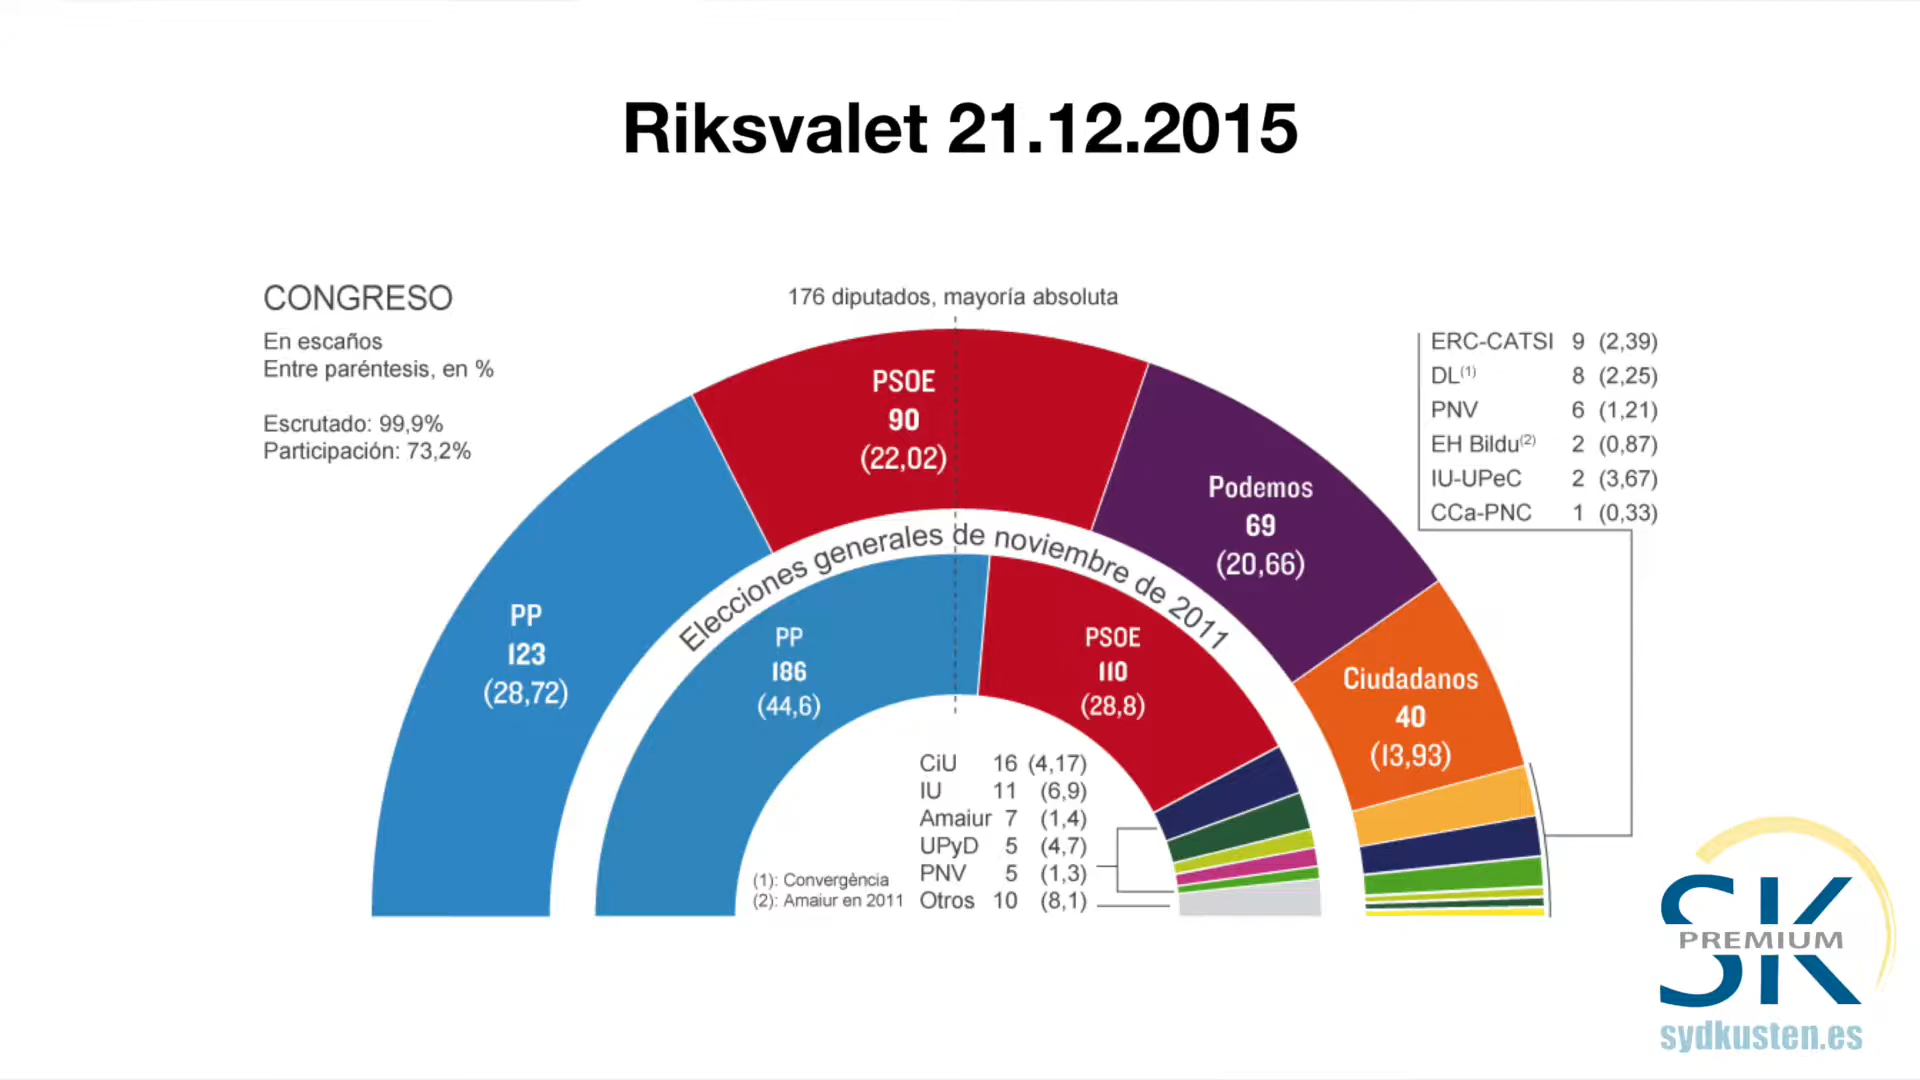 Riksvalet 21.12.2015
CONGRESO
En escaños
Entre paréntesis, en %
Escrutado: 99,9%
Participación: 73,2%
176 diputados, mayoría absoluta
PP
123
(28,72)
PSOE
90
(22,02)
Podemos
69
(20,66)
Ciudadanos
40
(13,93)
ERC-CATSI 9 (2,39)
DL(1) 8 (2,25)
PNV 6 (1,21)
EH Bildu(2) 2 (0,87)
IU-UPeC 2 (3,67)
CCa-PNC 1 (0,33)
Elecciones generales de noviembre de 2011
PP
186
(44,6)
PSOE
110
(28,8)
CiU 16 (4,17)
IU 11 (6,9)
Amaiur 7 (1,4)
UPyD 5 (4,7)
PNV 5 (1,3)
Otros 10 (8,1)
(1): Convergència
(2): Amaiur en 2011
SK
PREMIUM
sydkusten.es